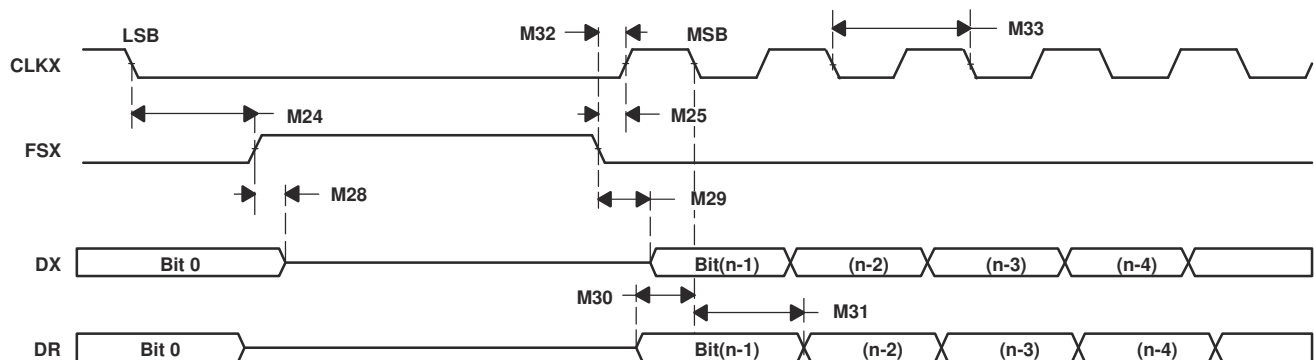 LSB M32 MSB M33
CLKX
M24 M25
FSX
M28 M29
DX Bit 0 Bit(n-1) (n-2) (n-3) (n-4)
M30 M31
DR Bit 0 Bit(n-1) (n-2) (n-3) (n-4)